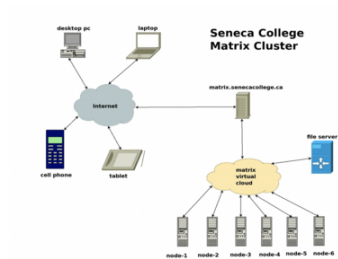 desktop pc
laptop
Seneca College
Matrix Cluster
Internet
matrix.senecacollege.ca
file server
cell phone
tablet
matrix
virtual
cloud
node-1
node-2
node-3
node-4
node-5
node-6